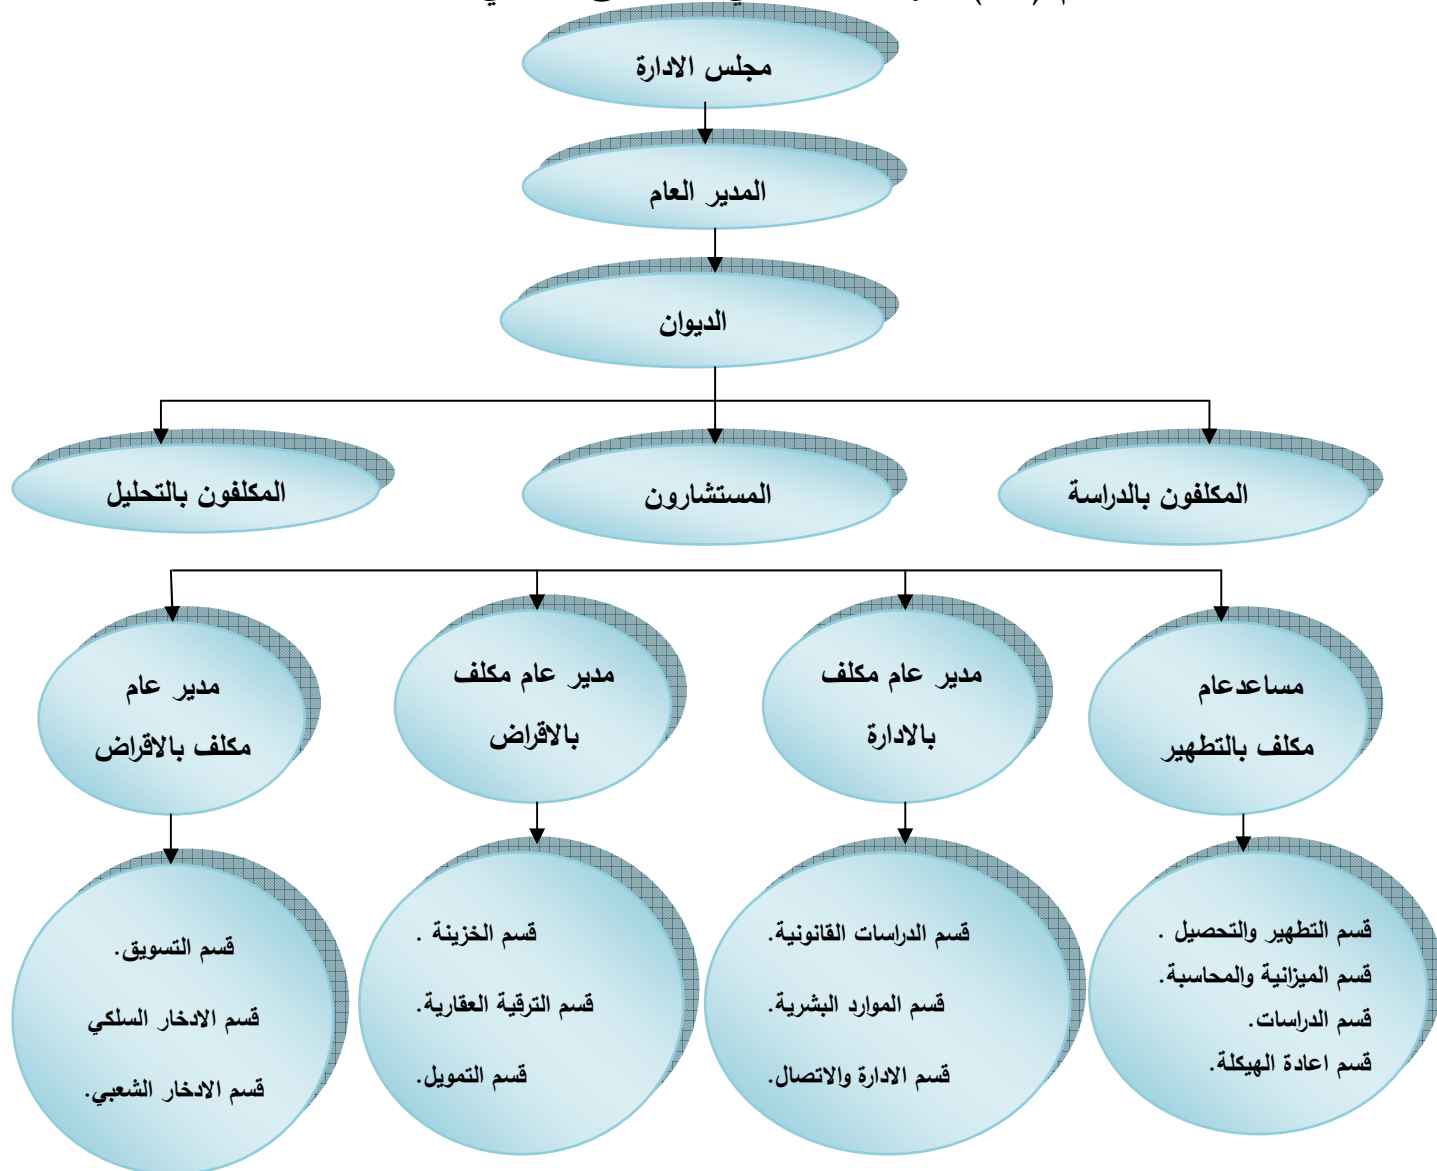 مجلس الادارة
المدير العام
الديوان
المكلفون بالدراسة
المستشارون
المكلفون بالتحليل
مساعدعام
مكلف بالتطهير
مدير عام مكلف
بالادارة
مدير عام مكلف
بالاقراض
مدير عام
مكلف بالاقراض
قسم التطهير والتحصيل .
قسم الميزانية والمحاسبة.
قسم الدراسات.
قسم اعادة الهيكلة.
قسم الدراسات القانونية.
قسم الموارد البشرية.
قسم الادارة والاتصال.
قسم الخزينة .
قسم الترقية العقارية.
قسم التمويل.
قسم التسويق.
قسم الادخار السلكي
قسم الادخار الشعبي.